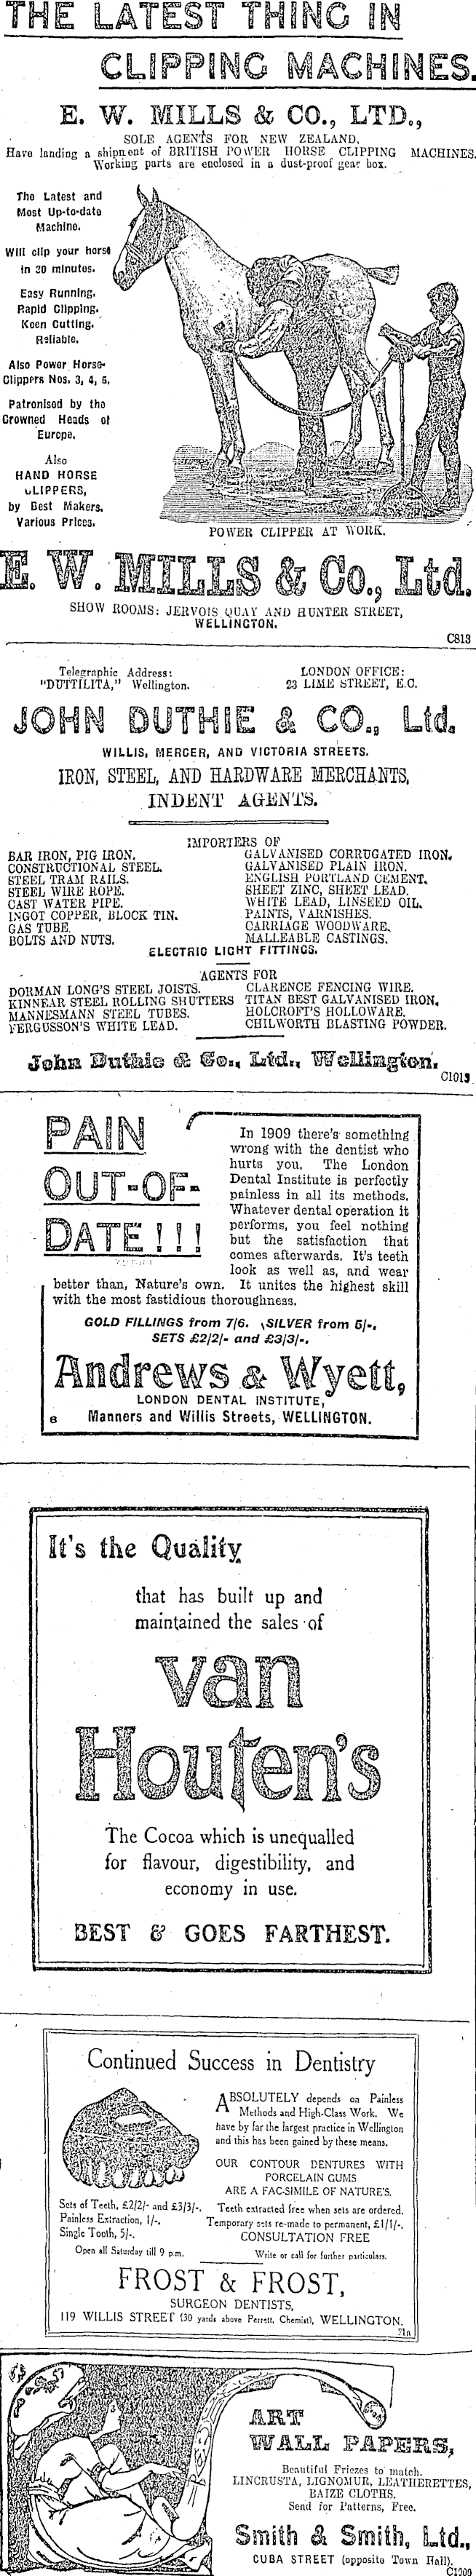 THE LATEST THING IN
CLIPPING MACHINES.
E. W. MILLS & CO., LTD.,
SOLE AGENTS FOR NEW ZEALAND,
Have landing a shipment of BRITISH POWER HORSE CLIPPING MACHINES.
Working parts are enclosed in a dust-proof gear box.
The Latest and
Most Up-to-date
Machine.
Will clip your horse
in 30 minutes.
Easy Running.
Rapid Clipping.
Keen Cutting.
Reliable.
Also Power Horse-
Clippers Nos. 3, 4, 5.
Patronised by the
Crowned Heads of
Europe.
Also
HAND HORSE
CLIPPERS,
by Best Makers.
Various Prices.
POWER CLIPPER AT WORK.
E. W. MILLS & Co., Ltd.
SHOW ROOMS: JERVOIS QUAY AND HUNTER STREET,
WELLINGTON.
C813
Telegraphic Address:
"DUTTILITA," Wellington.
LONDON OFFICE:
23 LIME STREET, E.C.
JOHN DUTHIE & CO., Ltd.
WILLIS, MERCER, AND VICTORIA STREETS.
IRON, STEEL, AND HARDWARE MERCHANTS,
INDENT AGENTS.
IMPORTERS OF
BAR IRON, PIG IRON.
CONSTRUCTIONAL STEEL.
STEEL TRAM RAILS.
STEEL WIRE ROPE.
CAST WATER PIPE.
INGOT COPPER, BLOCK TIN.
GAS TUBE.
BOLTS AND NUTS.
GALVANISED CORRUGATED IRON.
GALVANISED PLAIN IRON.
ENGLISH PORTLAND CEMENT.
SHEET ZINC, SHEET LEAD.
WHITE LEAD, LINSEED OIL.
PAINTS, VARNISHES.
CARRIAGE WOODWARE.
MALLEABLE CASTINGS.
ELECTRIC LIGHT FITTINGS.
AGENTS FOR
DORMAN LONG'S STEEL JOISTS.
KINNEAR STEEL ROLLING SHUTTERS
MANNESMANN STEEL TUBES.
FERGUSSON'S WHITE LEAD.
CLARENCE FENCING WIRE.
TITAN BEST GALVANISED IRON.
HOLCROFT'S HOLLOWARE.
CHILWORTH BLASTING POWDER.
John Duthie & Co., Ltd., Wellington.
C1013
PAIN
OUT-OF-
DATE!!!
In 1909 there's something
wrong with the dentist who
hurts you. The London
Dental Institute is perfectly
painless in all its methods.
Whatever dental operation it
performs, you feel nothing
but the satisfaction that
comes afterwards. It's teeth
look as well as, and wear
better than, Nature's own. It unites the highest skill
with the most fastidious thoroughness.
GOLD FILLINGS from 7/6. SILVER from 5/-.
SETS £2/2/- and £3/3/-.
Andrews & Wyett,
LONDON DENTAL INSTITUTE,
Manners and Willis Streets, WELLINGTON.
It's the Quality
that has built up and
maintained the sales of
van
Houten's
The Cocoa which is unequalled
for flavour, digestibility, and
economy in use.
BEST & GOES FARTHEST.
Continued Success in Dentistry
ABSOLUTELY depends on Painless
Methods and High-Class Work. We
have by far the largest practice in Wellington
and this has been gained by these means.
OUR CONTOUR DENTURES WITH
PORCELAIN GUMS
ARE A FAC-SIMILE OF NATURE'S.
Sets of Teeth, £2/2/- and £3/3/-.
Painless Extraction, 1/-.
Single Tooth, 5/-.
Open all Saturday till 9 p.m.
Teeth extracted free when sets are ordered.
Temporary sets re-made to permanent, £1/1/-.
CONSULTATION FREE
Write or call for further particulars.
FROST & FROST,
SURGEON DENTISTS,
119 WILLIS STREET (30 yards above Perrett, Chemist), WELLINGTON.
ART
WALL PAPERS,
Beautiful Friezes to match.
LINCRUSTA, LIGNOMUR, LEATHERETTES,
BAIZE CLOTHS.
Send for Patterns, Free.
Smith & Smith, Ltd.,
CUBA STREET (opposite Town Hall).